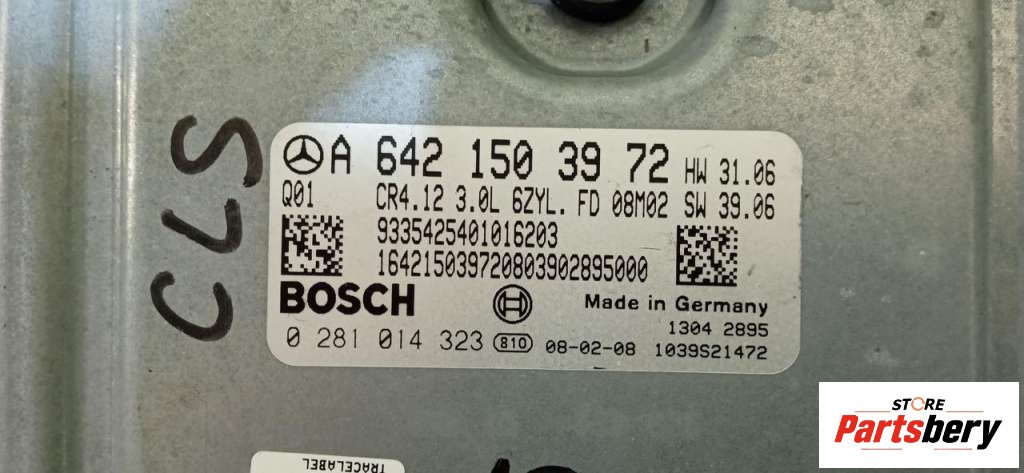 CLS
A 642 150 39 72 HW 31.06
Q01 CR4.12 3.0L 6ZYL. FD 08M02 SW 39.06
9335425401016203
16421503972080390289​5000
BOSCH Made in Germany
1304 2895
0 281 014 323 810 08-02-08 1039S21472
TRACELABEL
STORE
Partsbery